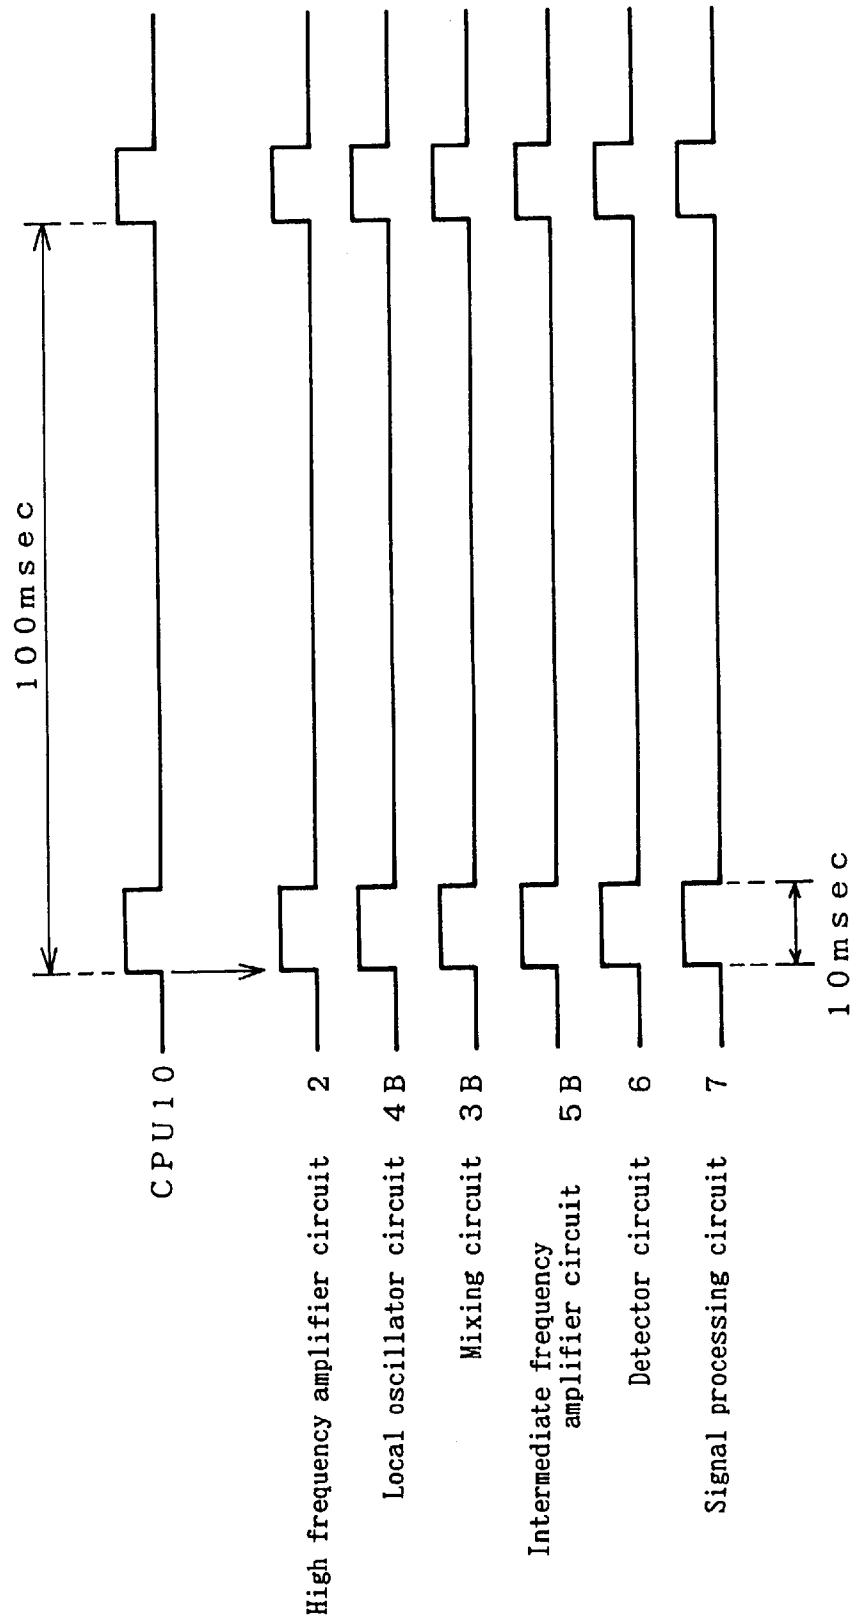 100msec
CPU10
High frequency amplifier circuit 2
Local oscillator circuit 4B
Mixing circuit 3B
Intermediate frequency
amplifier circuit 5B
Detector circuit 6
Signal processing circuit 7
10msec